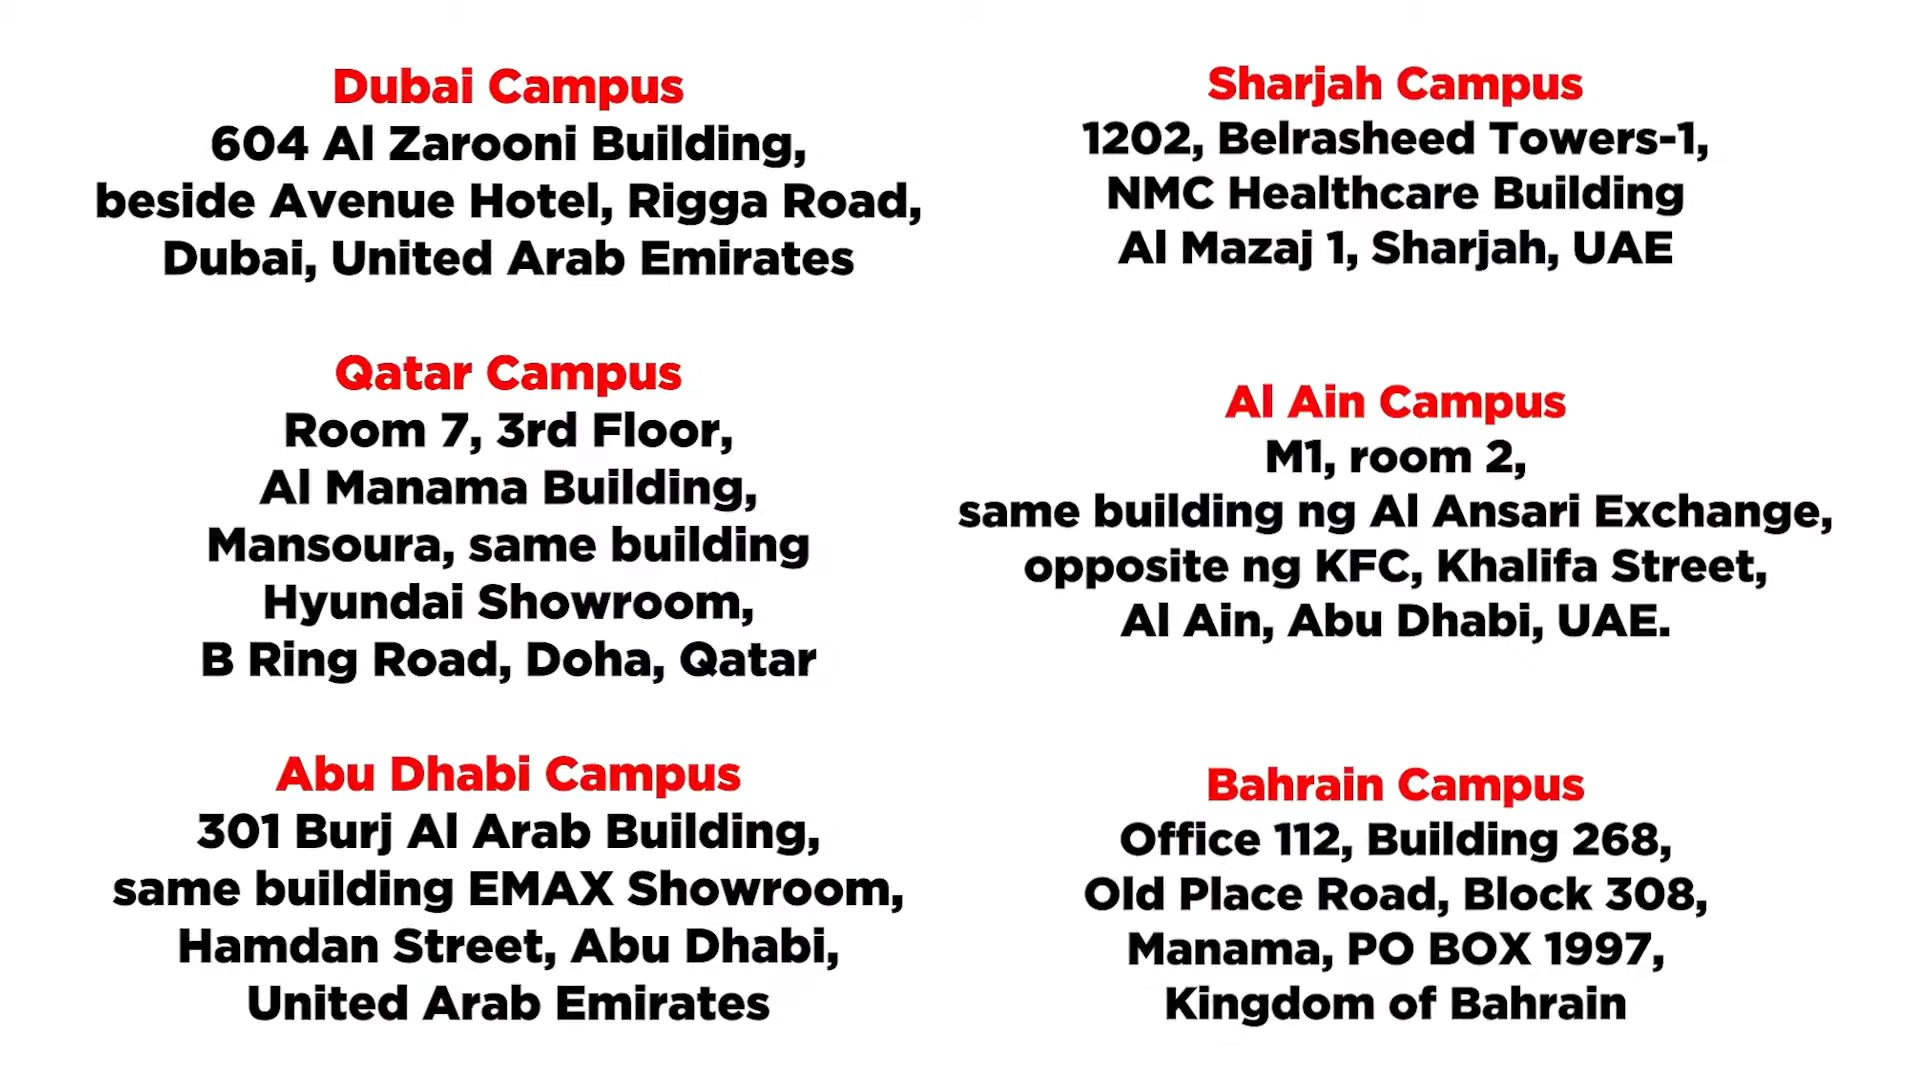 Dubai Campus
604 Al Zarooni Building,
beside Avenue Hotel, Rigga Road,
Dubai, United Arab Emirates
Qatar Campus
Room 7, 3rd Floor,
Al Manama Building,
Mansoura, same building
Hyundai Showroom,
B Ring Road, Doha, Qatar
Abu Dhabi Campus
301 Burj Al Arab Building,
same building EMAX Showroom,
Hamdan Street, Abu Dhabi,
United Arab Emirates
Sharjah Campus
1202, Belrasheed Towers-1,
NMC Healthcare Building
Al Mazaj 1, Sharjah, UAE
Al Ain Campus
M1, room 2,
same building ng Al Ansari Exchange,
opposite ng KFC, Khalifa Street,
Al Ain, Abu Dhabi, UAE.
Bahrain Campus
Office 112, Building 268,
Old Place Road, Block 308,
Manama, PO BOX 1997,
Kingdom of Bahrain